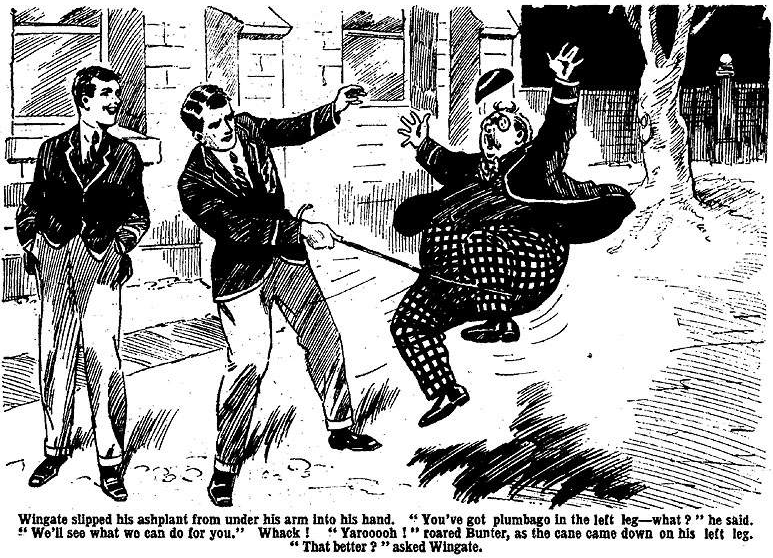 Wingate slipped his ashplant from under his arm into his hand. "You've got plumbago in the left leg—what?" he said.
"We'll see what we can do for you." Whack! "Yaroooh!" roared Bunter, as the cane came down on his left leg.
"That better?" asked Wingate.